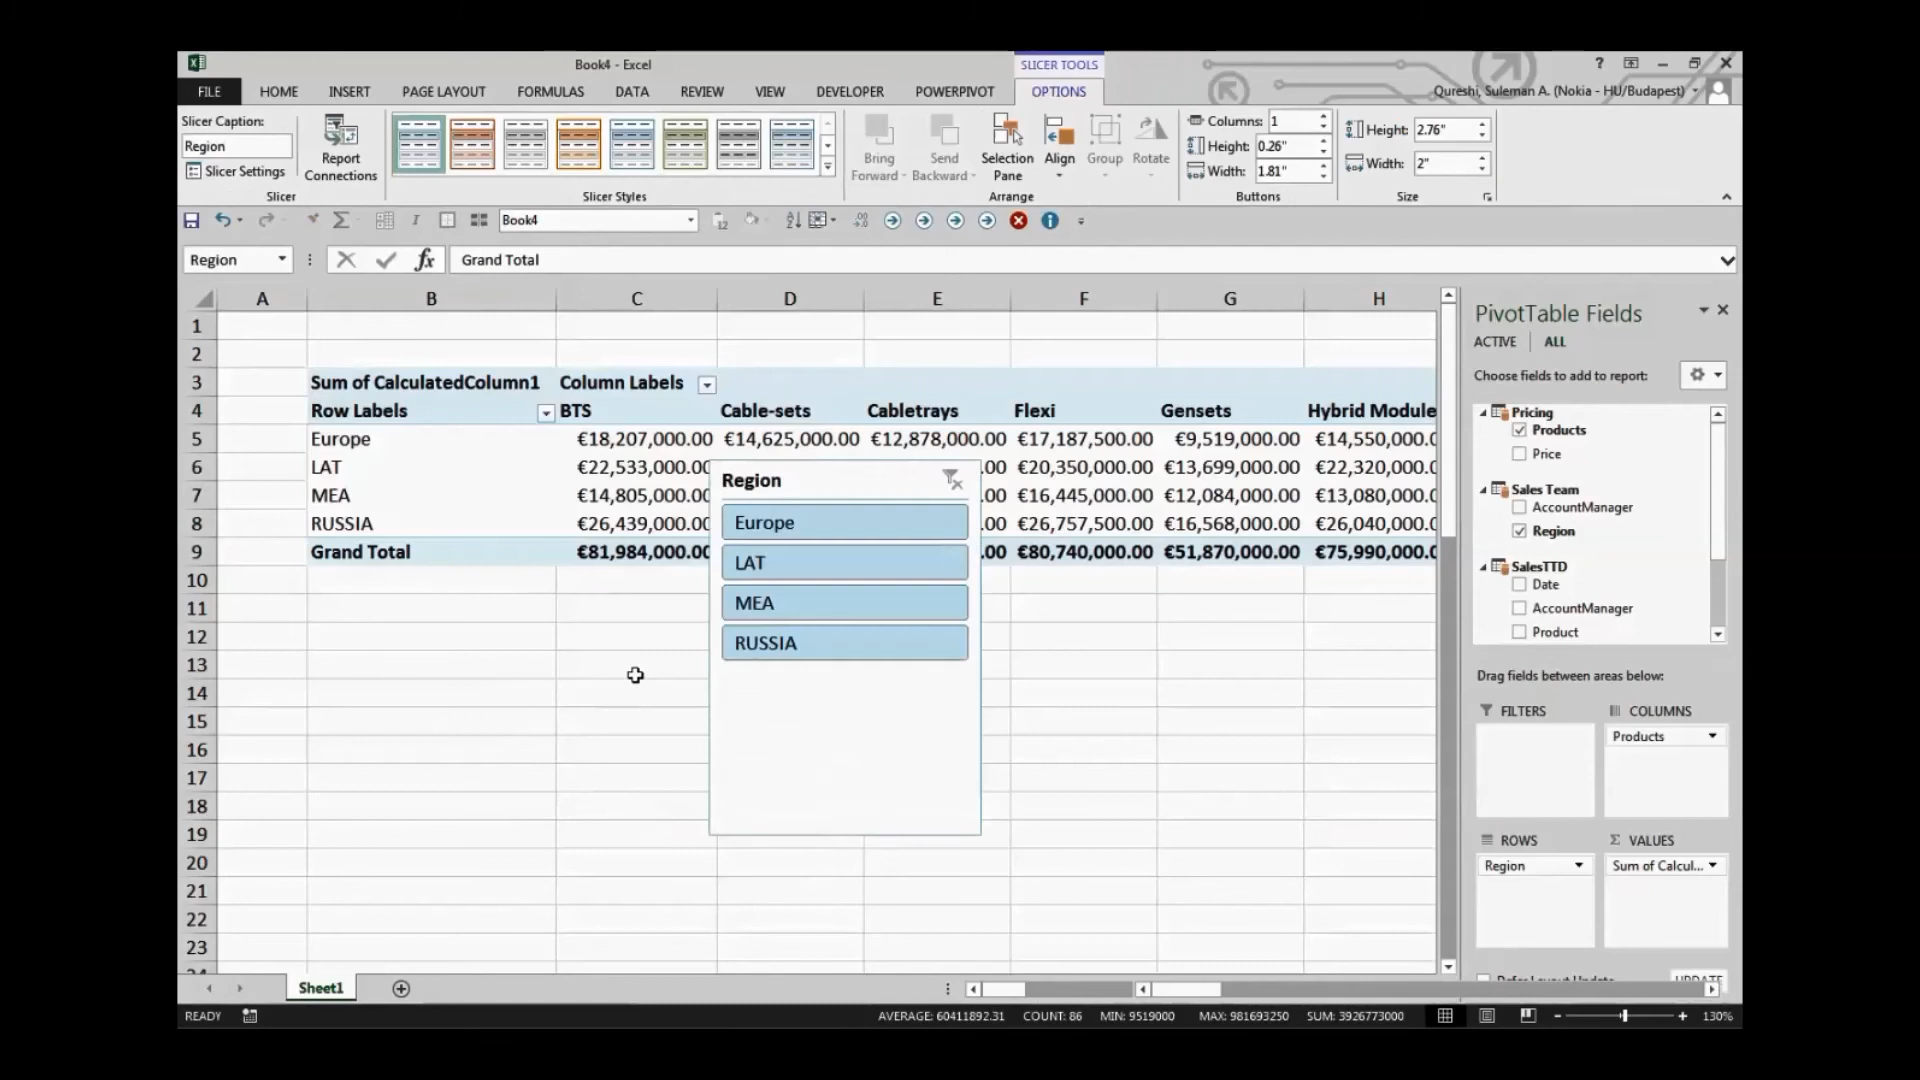 Book4 - Excel
SLICER TOOLS
?
FILE HOME INSERT PAGE LAYOUT FORMULAS DATA REVIEW VIEW DEVELOPER POWERPIVOT OPTIONS
Qureshi, Suleman A. (Nokia - HU/Budapest)
Slicer Caption:
Region
Slicer Settings
Report Connections
Slicer
Slicer Styles
Bring Forward
Send Backward
Selection Pane
Align
Group
Rotate
Arrange
Columns: 1
Height: 0.26"
Width: 1.81"
Buttons
Height: 2.76"
Width: 2"
Size
Book4
Region
fx
Grand Total
A B C D E F G H
1
2
3 Sum of CalculatedColumn1 Column Labels
4 Row Labels BTS Cable-sets Cabletrays Flexi Gensets Hybrid Module
5 Europe €18,207,000.00 €14,625,000.00 €12,878,000.00 €17,187,500.00 €9,519,000.00 €14,550,000.0
6 LAT €22,533,000.00 .00 €20,350,000.00 €13,699,000.00 €22,320,000.0
7 MEA €14,805,000.00 .00 €16,445,000.00 €12,084,000.00 €13,080,000.0
8 RUSSIA €26,439,000.00 .00 €26,757,500.00 €16,568,000.00 €26,040,000.0
9 Grand Total €81,984,000.00 .00 €80,740,000.00 €51,870,000.00 €75,990,000.0
10
11
12
13
14
15
16
17
18
19
20
21
22
23
Region
Europe
LAT
MEA
RUSSIA
PivotTable Fields
ACTIVE ALL
Choose fields to add to report:
Pricing
Products
Price
Sales Team
AccountManager
Region
SalesTTD
Date
AccountManager
Product
Drag fields between areas below:
FILTERS
COLUMNS
Products
ROWS
Region
VALUES
Sum of Calcul...
Defer Layout Update
UPDATE
Sheet1
READY
AVERAGE: 60411892.31 COUNT: 86 MIN: 9519000 MAX: 981693250 SUM: 3926773000
130%